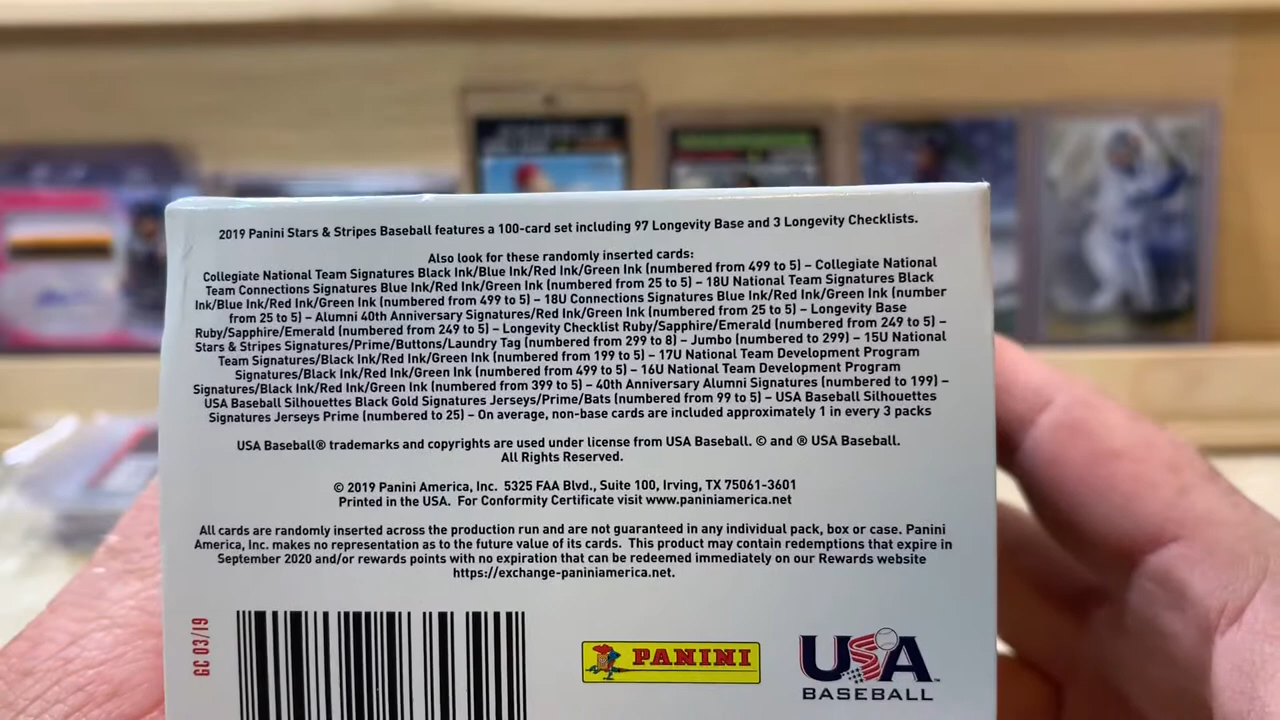 2019 Panini Stars & Stripes Baseball features a 100-card set including 97 Longevity Base and 3 Longevity Checklists.
Also look for these randomly inserted cards:
Collegiate National Team Signatures Black Ink/Blue Ink/Red Ink/Green Ink (numbered from 499 to 5) – Collegiate National
Team Connections Signatures Blue Ink/Red Ink/Green Ink (numbered from 25 to 5) – 18U National Team Signatures Black
Ink/Blue Ink/Red Ink/Green Ink (numbered from 499 to 5) – 18U Connections Signatures Blue Ink/Red Ink/Green Ink (number
from 25 to 5) – Alumni 40th Anniversary Signatures/Red Ink/Green Ink (numbered from 25 to 5) – Longevity Base
Ruby/Sapphire/Emerald (numbered from 249 to 5) – Longevity Checklist Ruby/Sapphire/Emerald (numbered from 249 to 5) –
Stars & Stripes Signatures/Prime/Buttons/Laundry Tag (numbered from 299 to 8) – Jumbo (numbered to 299) – 15U National
Team Signatures/Black Ink/Red Ink/Green Ink (numbered from 199 to 5) – 17U National Team Development Program
Signatures/Black Ink/Red Ink/Green Ink (numbered from 499 to 5) – 16U National Team Development Program
Signatures/Black Ink/Red Ink/Green Ink (numbered from 399 to 5) – 40th Anniversary Alumni Signatures (numbered to 199) –
USA Baseball Silhouettes Black Gold Signatures Jerseys/Prime/Bats (numbered from 99 to 5) – USA Baseball Silhouettes
Signatures Jerseys Prime (numbered to 25) – On average, non-base cards are included approximately 1 in every 3 packs
USA Baseball® trademarks and copyrights are used under license from USA Baseball. © and ® USA Baseball.
All Rights Reserved.
© 2019 Panini America, Inc. 5325 FAA Blvd., Suite 100, Irving, TX 75061-3601
Printed in the USA. For Conformity Certificate visit www.paniniamerica.net
All cards are randomly inserted across the production run and are not guaranteed in any individual pack, box or case. Panini
America, Inc. makes no representation as to the future value of its cards. This product may contain redemptions that expire in
September 2020 and/or rewards points with no expiration that can be redeemed immediately on our Rewards website
https://exchange-paniniamerica.net.
GC 03/19
PANINI
USA
BASEBALL™